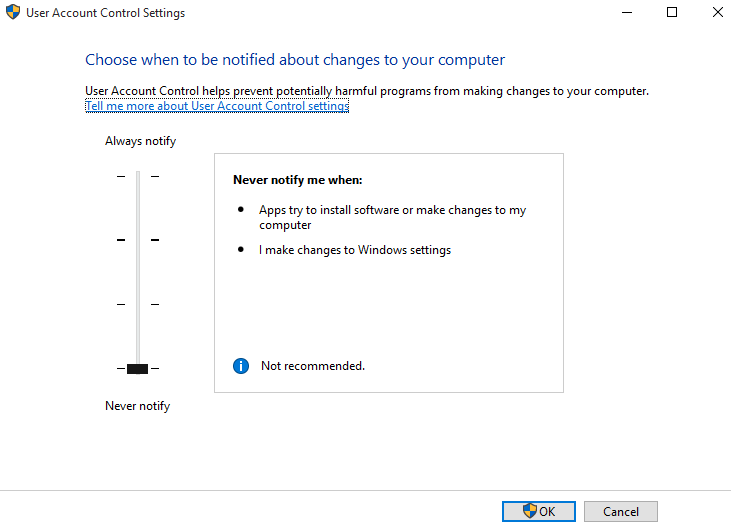 User Account Control Settings
Choose when to be notified about changes to your computer
User Account Control helps prevent potentially harmful programs from making changes to your computer.
Tell me more about User Account Control settings
Always notify
Never notify me when:
Apps try to install software or make changes to my
computer
I make changes to Windows settings
Not recommended.
Never notify
OK
Cancel